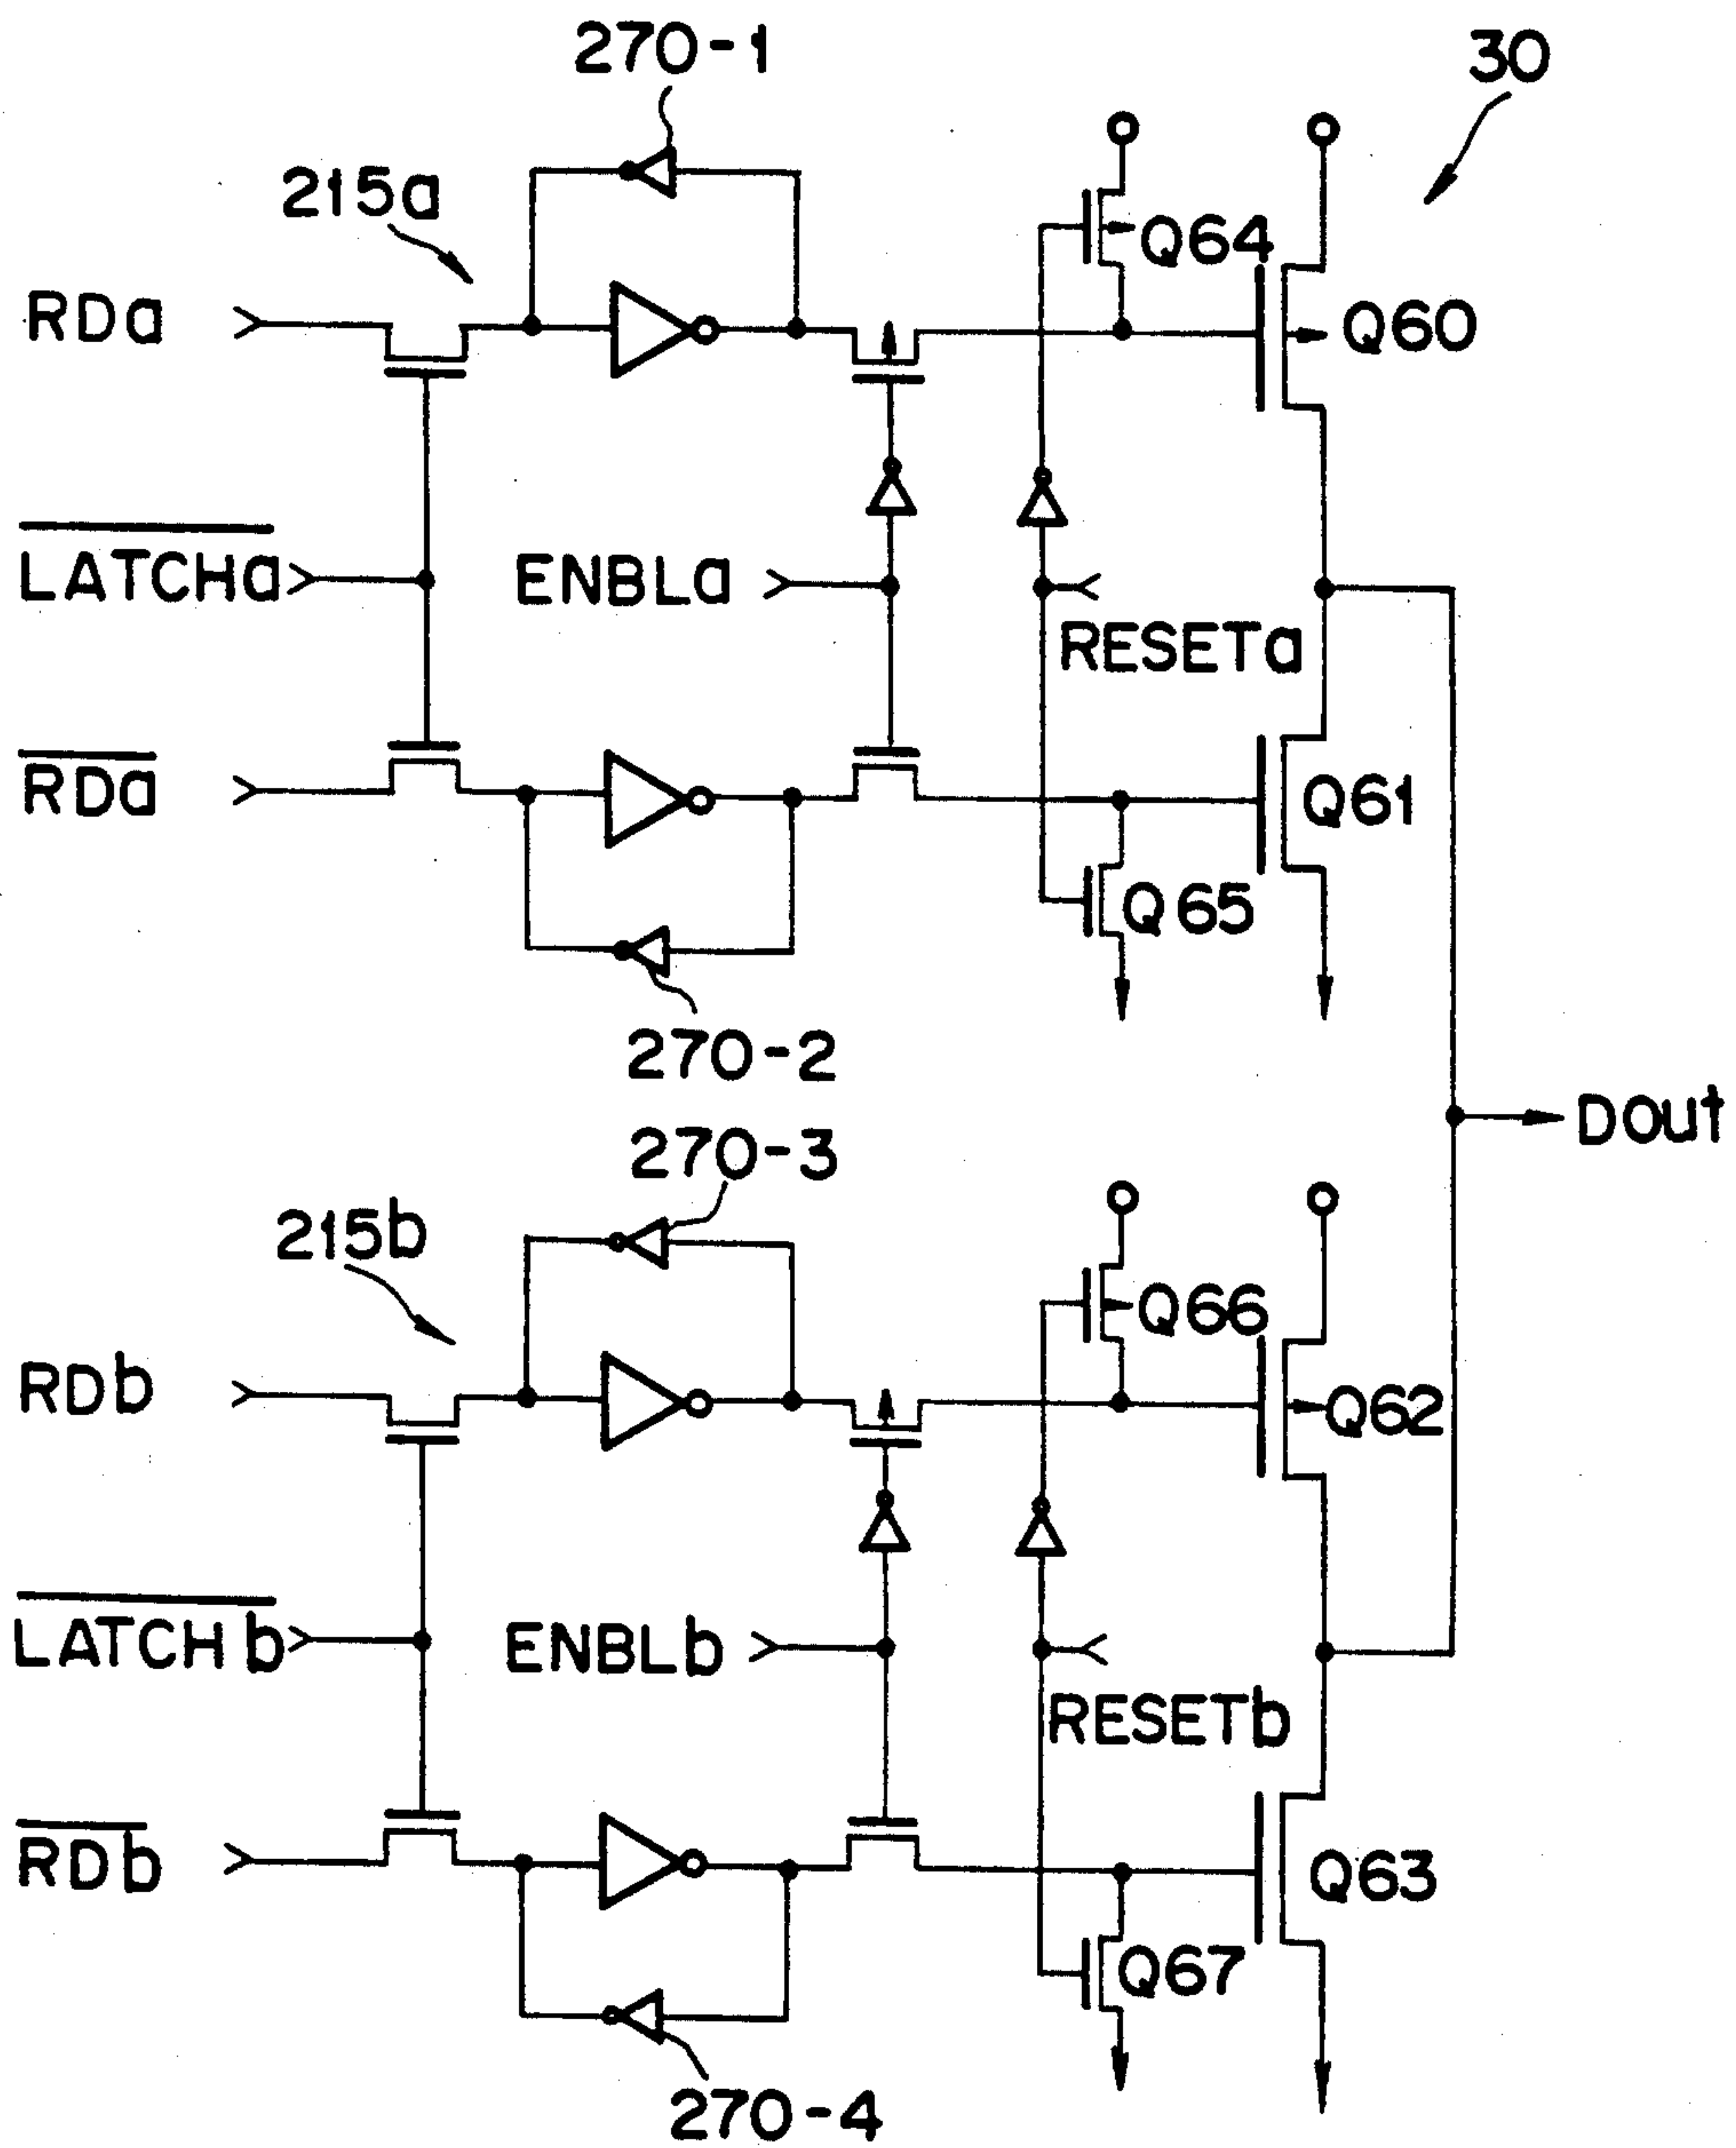 270-1
30
215a
Q64
RDa
Q60
LATCHa
ENBLa
RESETa
RDa
Q61
Q65
270-2
DOUT
270-3
215b
Q66
RDb
Q62
LATCHb
ENBLb
RESETb
RDb
Q63
Q67
270-4